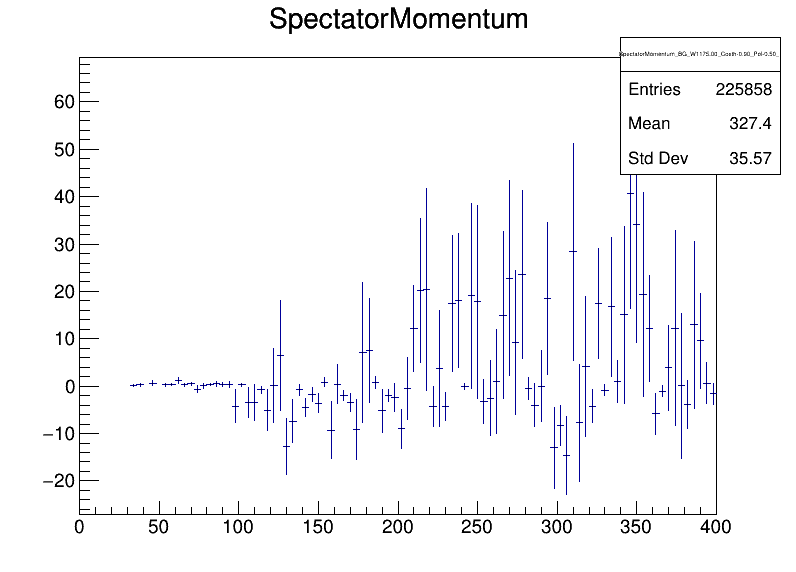 SpectatorMomentum
SpectatorMomentum_BG_W1175.00_Costh-0.90_Pol-0.50_
Entries 225858
Mean 327.4
Std Dev 35.57
60
50
40
30
20
10
0
−10
−20
0 50 100 150 200 250 300 350 400